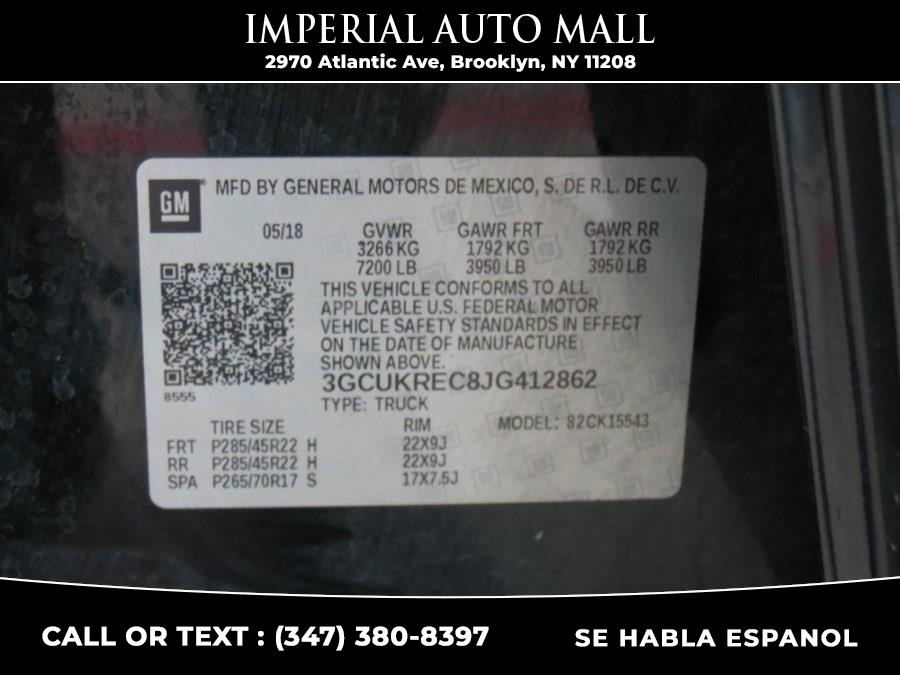 IMPERIAL AUTO MALL
2970 Atlantic Ave, Brooklyn, NY 11208
GM® MFD BY GENERAL MOTORS DE MEXICO, S. DE R.L. DE C.V.
05/18 GVWR GAWR FRT GAWR RR
3266 KG 1792 KG 1792 KG
7200 LB 3950 LB 3950 LB
THIS VEHICLE CONFORMS TO ALL
APPLICABLE U.S. FEDERAL MOTOR
VEHICLE SAFETY STANDARDS IN EFFECT
ON THE DATE OF MANUFACTURE
SHOWN ABOVE.
3GCUKREC8JG412862
8555
TYPE: TRUCK
TIRE SIZE RIM MODEL: 82CK15543
FRT P285/45R22 H 22X9J
RR P285/45R22 H 22X9J
SPA P265/70R17 S 17X7.5J
CALL OR TEXT : (347) 380-8397
SE HABLA ESPANOL